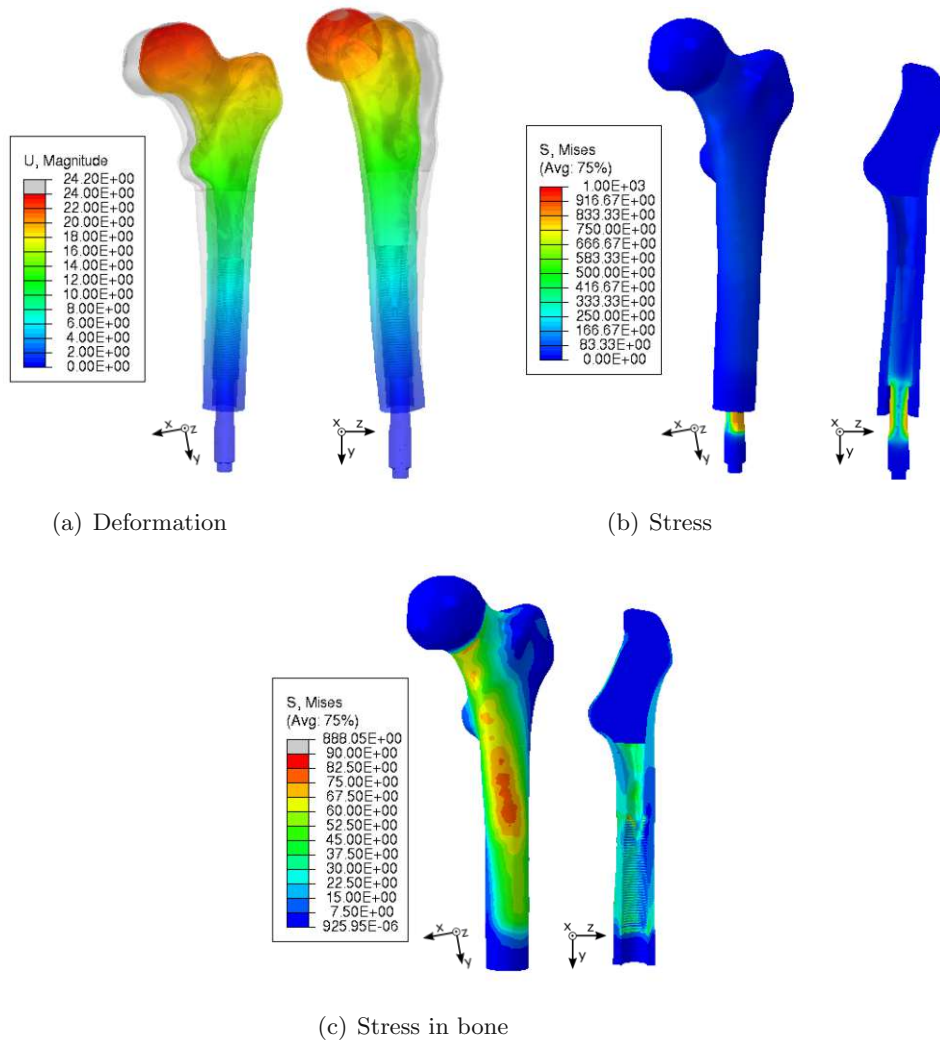 U, Magnitude
24.20E+00
24.00E+00
22.00E+00
20.00E+00
18.00E+00
16.00E+00
14.00E+00
12.00E+00
10.00E+00
8.00E+00
6.00E+00
4.00E+00
2.00E+00
0.00E+00
x
z
y
x
z
y
(a) Deformation
S, Mises
(Avg: 75%)
1.00E+03
916.67E+00
833.33E+00
750.00E+00
666.67E+00
583.33E+00
500.00E+00
416.67E+00
333.33E+00
250.00E+00
166.67E+00
83.33E+00
0.00E+00
x
z
y
x
z
y
(b) Stress
S, Mises
(Avg: 75%)
888.05E+00
90.00E+00
82.50E+00
75.00E+00
67.50E+00
60.00E+00
52.50E+00
45.00E+00
37.50E+00
30.00E+00
22.50E+00
15.00E+00
7.50E+00
925.95E-06
x
z
y
x
z
y
(c) Stress in bone